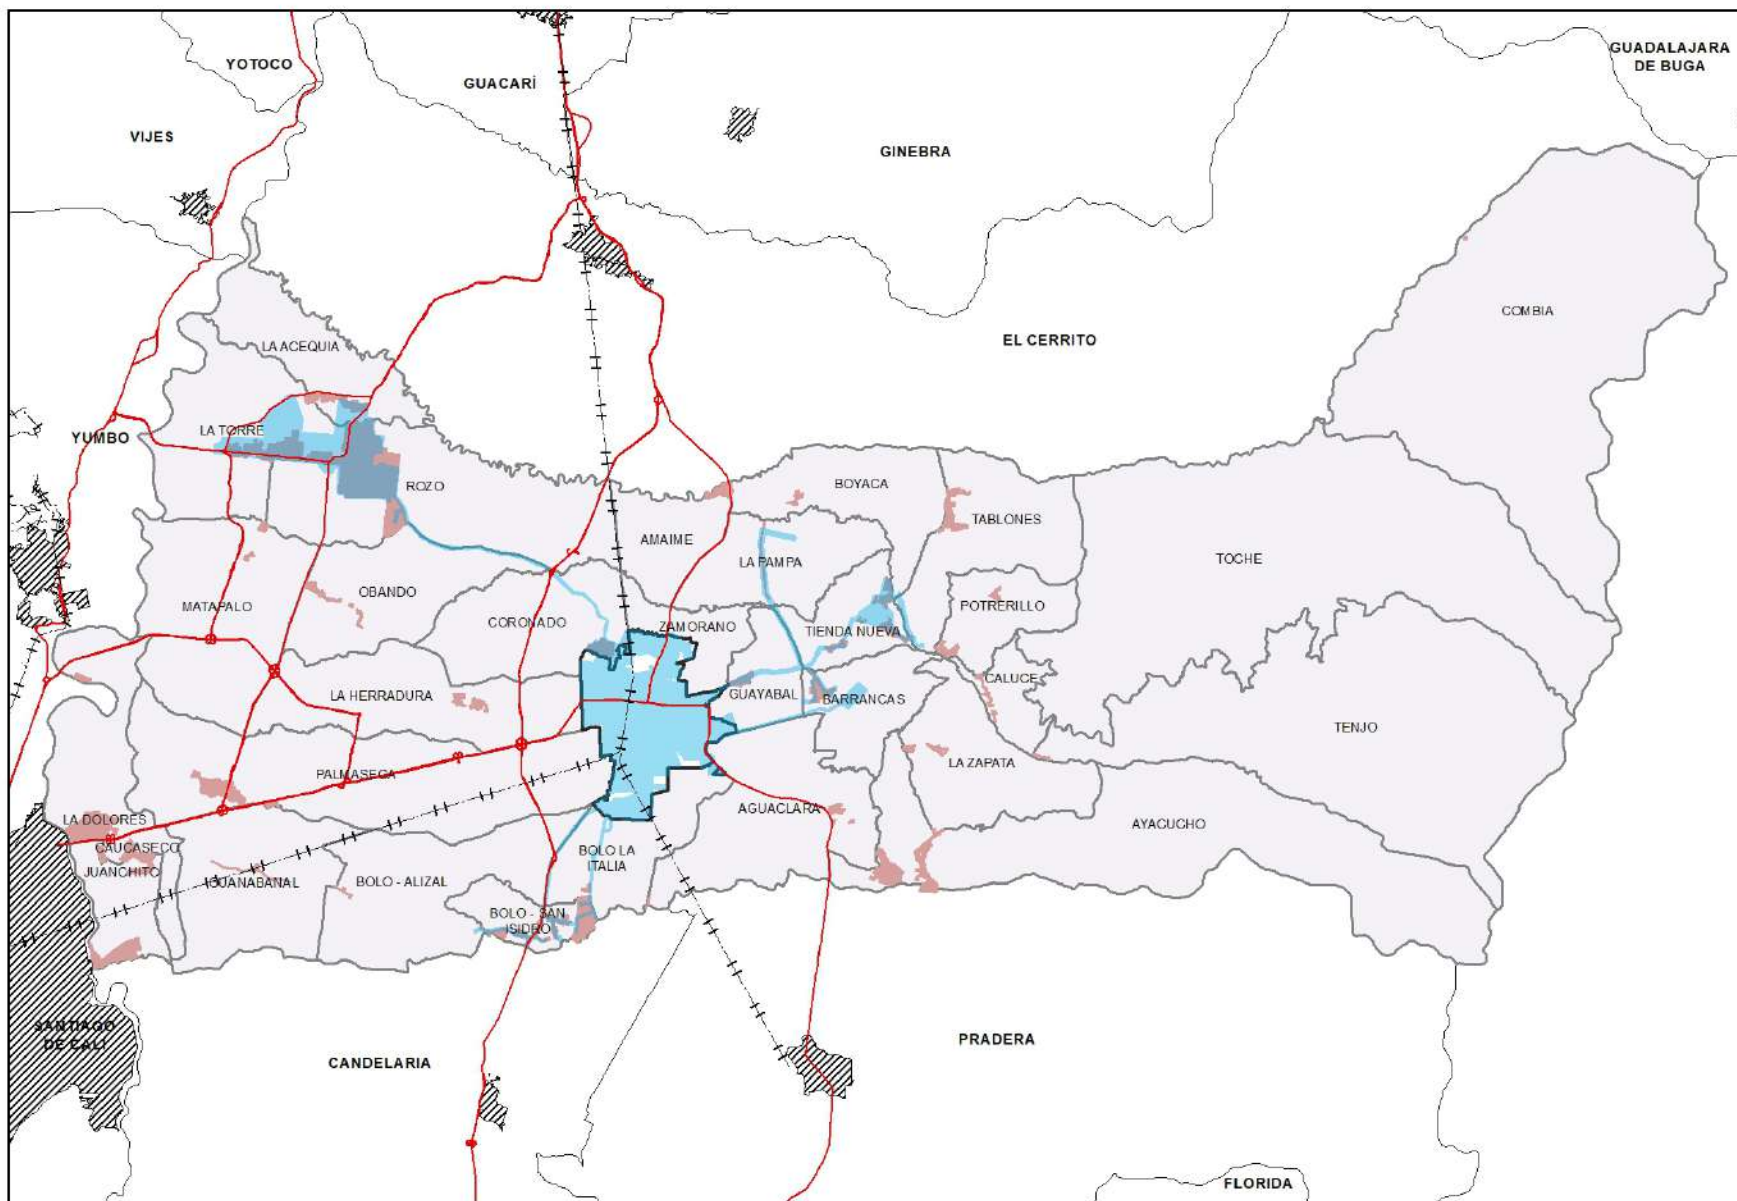 YOTOCO
GUADALAJARA
DE BUGA
GUACARÍ
VIJES
GINEBRA
COMBIA
EL CERRITO
LA ACEQUIA
LA TORRE
YUMBO
ROZO
BOYACA
TABLONES
AMAIME
LA PAMPA
TOCHE
OBANDO
MATAPALO
POTRERILLO
CORONADO
ZAMORANO
TIENDA NUEVA
CALUCE
LA HERRADURA
GUAYABAL
BARRANCAS
TENJO
LA ZAPATA
PALMASECA
AGUACLARA
LA DOLORES
AYACUCHO
CAUCASECO
BOLO LA
ITALIA
JUANCHITO
GUANABANAL
BOLO - ALIZAL
BOLO - SAN
ISIDRO
SANTIAGO
DE CALI
PRADERA
CANDELARIA
FLORIDA